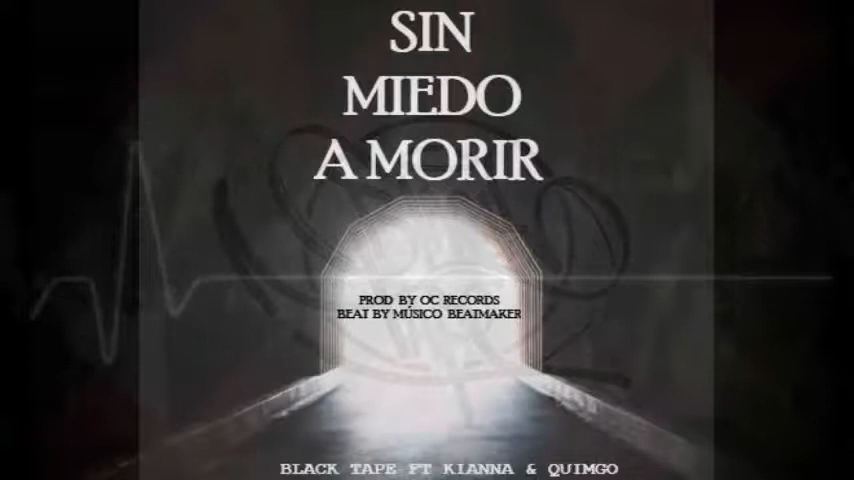 SIN
MIEDO
A MORIR
PROD BY OC RECORDS
BEAT BY MÚSICO BEATMAKER
BLACK TAPE FT KIANNA & QUIMGO